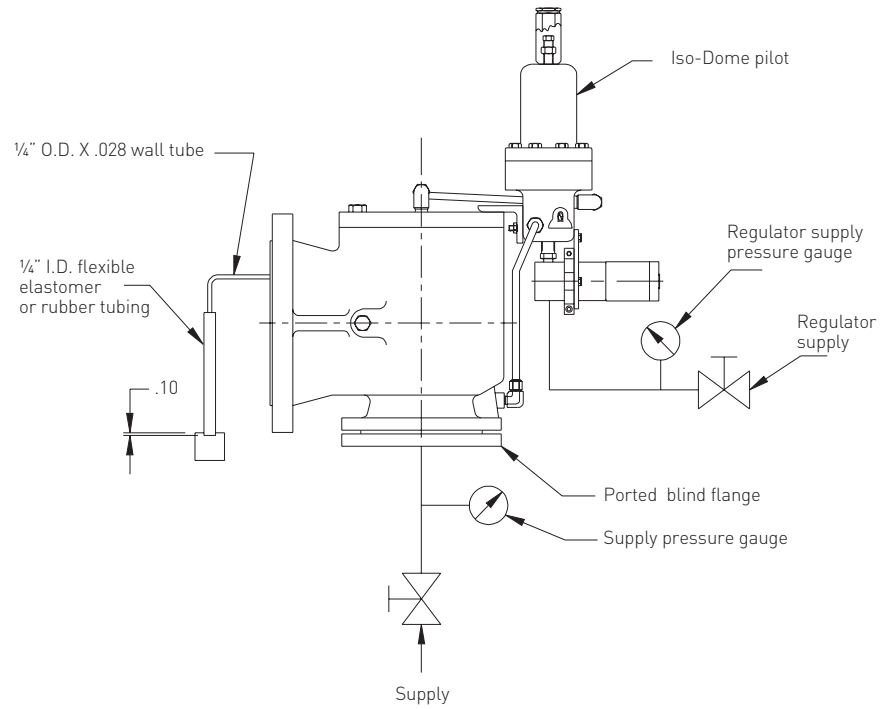 Iso-Dome pilot
¼" O.D. X .028 wall tube
Regulator supply
pressure gauge
¼" I.D. flexible
elastomer
or rubber tubing
Regulator
supply
.10
Ported blind flange
Supply pressure gauge
Supply